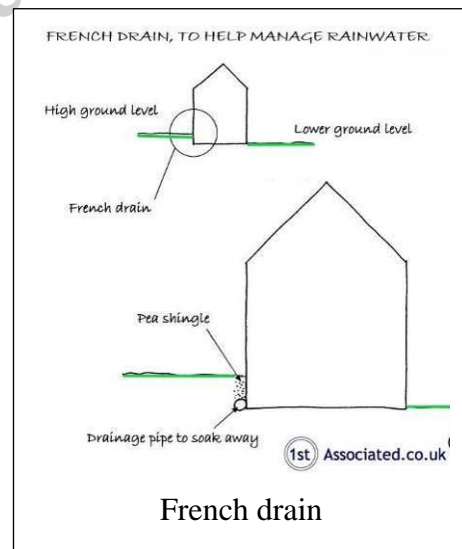 FRENCH DRAIN, TO HELP MANAGE RAINWATER
High ground level
Lower ground level
French drain
Pea shingle
Drainage pipe to soak away
1st Associated.co.uk
French drain